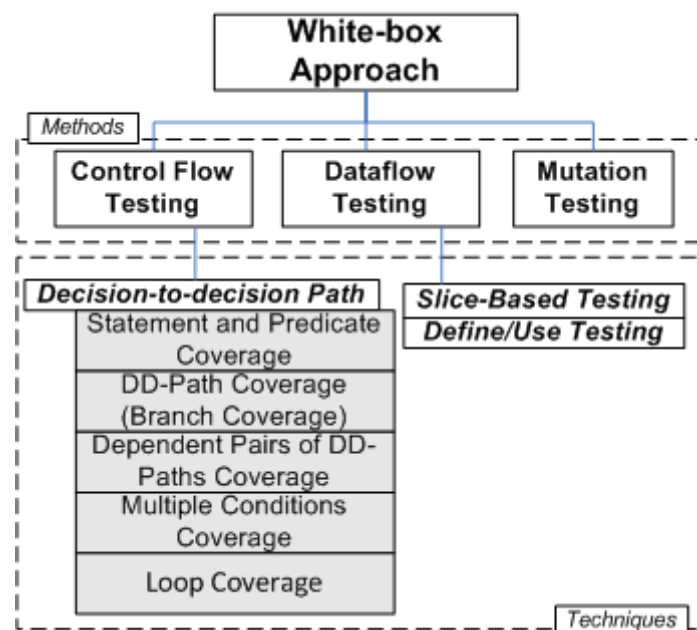 White-box
Approach
Methods
Control Flow
Testing
Dataflow
Testing
Mutation
Testing
Decision-to-decision Path
Statement and Predicate
Coverage
DD-Path Coverage
(Branch Coverage)
Dependent Pairs of DD-
Paths Coverage
Multiple Conditions
Coverage
Loop Coverage
Slice-Based Testing
Define/Use Testing
Techniques